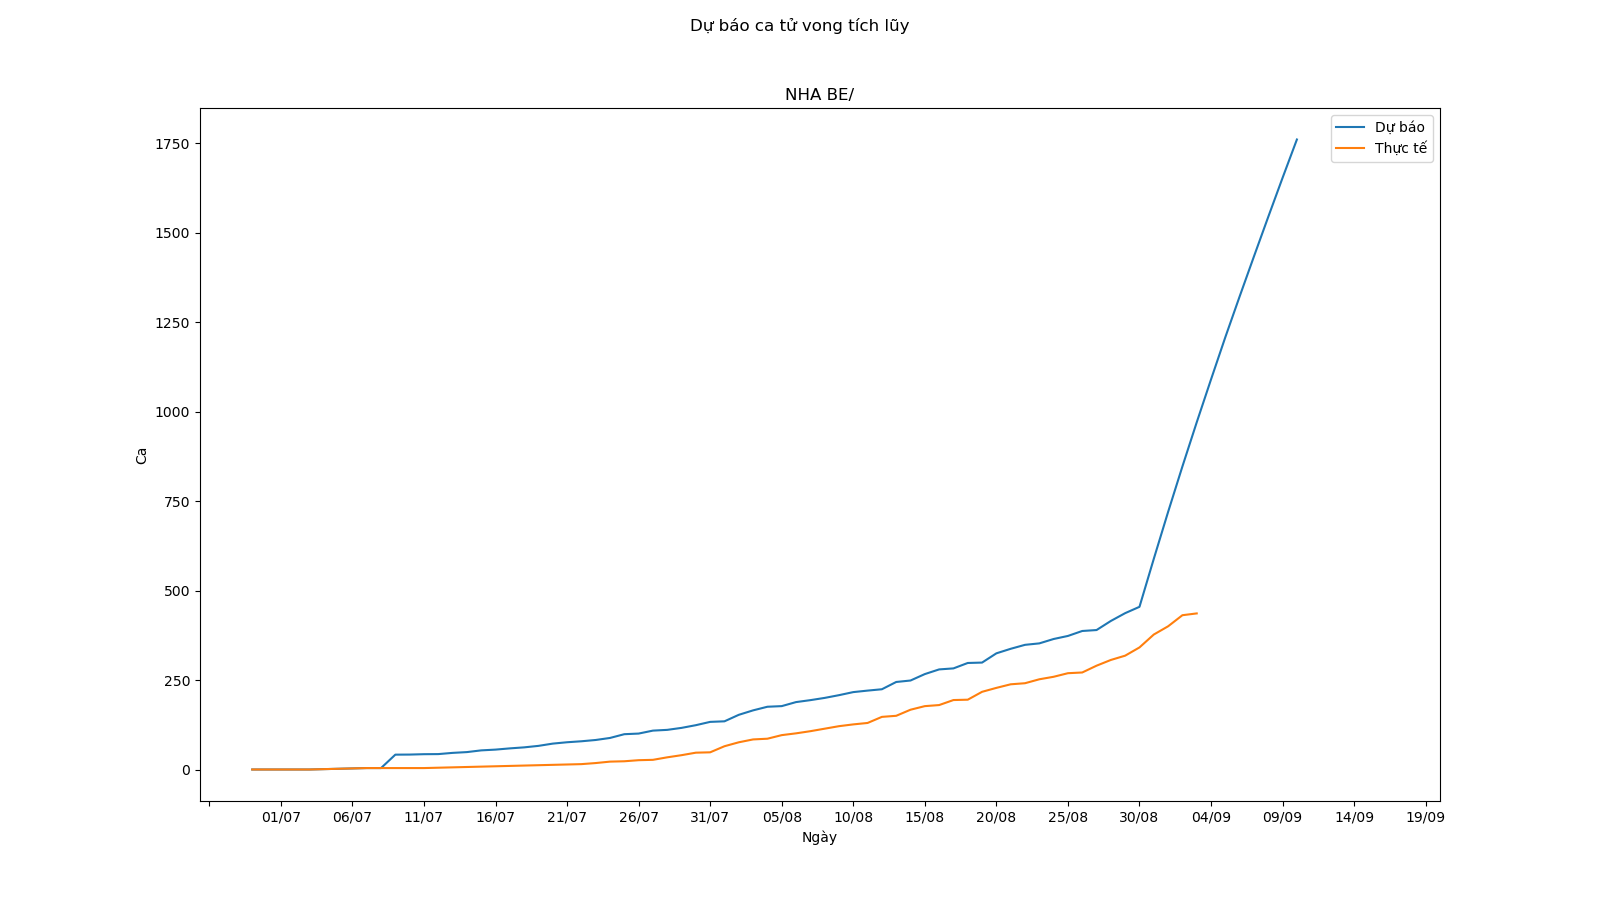 Dự báo ca tử vong tích lũy
NHA BE/
Dự báo
Thực tế
1750
1500
1250
1000
750
500
250
0
Ca
01/07 06/07 11/07 16/07 21/07 26/07 31/07 05/08 10/08 15/08 20/08 25/08 30/08 04/09 09/09 14/09 19/09
Ngày